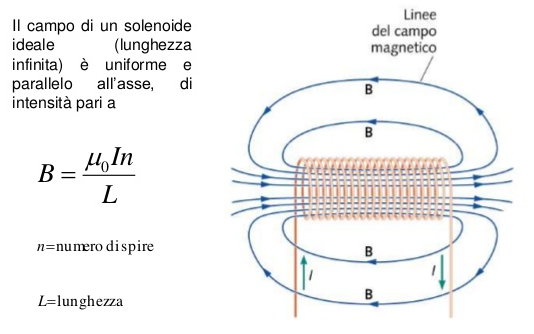 Il campo di un solenoide
ideale (lunghezza
infinita) è uniforme e
parallelo all'asse, di
intensità pari a
B = μ₀In / L
n=numero di spire
L=lunghezza
Linee
del campo
magnetico
B
B
B
I
I
B